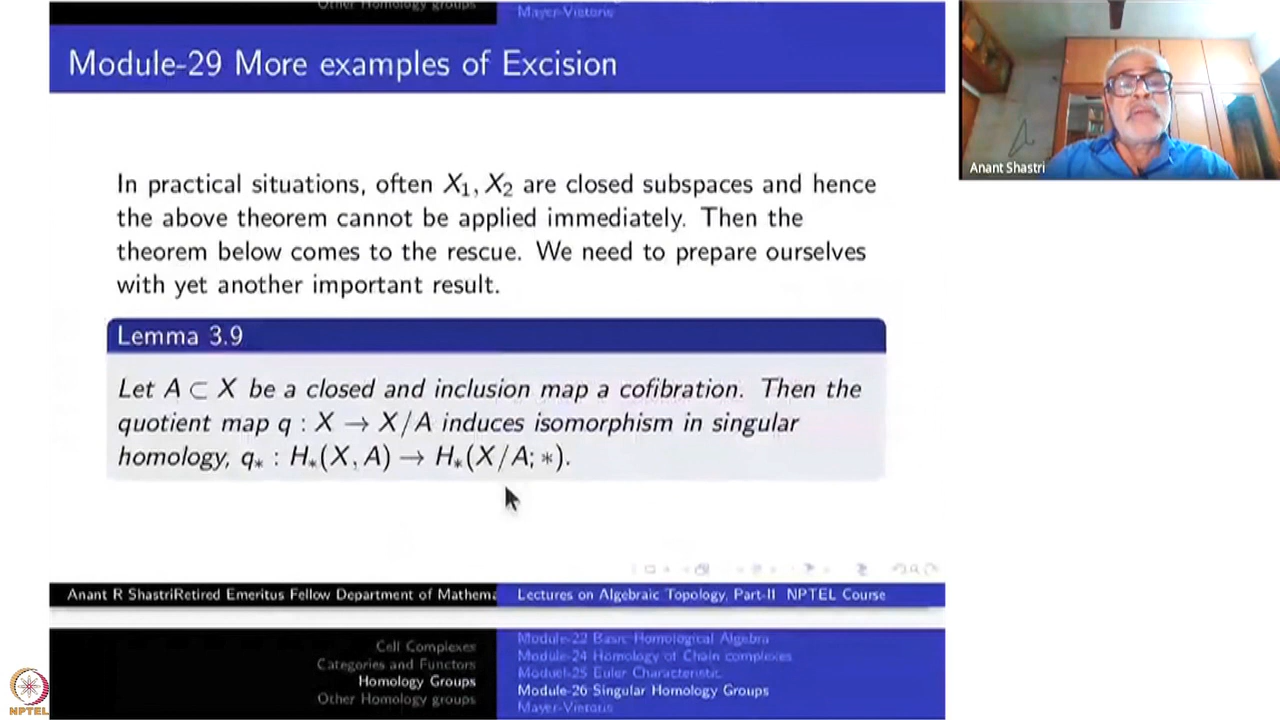 Other Homology groups
Mayer-Vietoris
Module-29 More examples of Excision
Anant Shastri
In practical situations, often X₁, X₂ are closed subspaces and hence
the above theorem cannot be applied immediately. Then the
theorem below comes to the rescue. We need to prepare ourselves
with yet another important result.
Lemma 3.9
Let A ⊂ X be a closed and inclusion map a cofibration. Then the
quotient map q : X → X/A induces isomorphism in singular
homology, q∗ : H∗(X, A) → H∗(X/A; ∗).
Anant R ShastriRetired Emeritus Fellow Department of Mathema
Lectures on Algebraic Topology, Part-II NPTEL Course
Cell Complexes
Categories and Functors
Homology Groups
Other Homology groups
Module-22 Basic Homological Algebra
Module-24 Homology of Chain complexes
Moduel-25 Euler Characteristic
Module-26 Singular Homology Groups
Mayer-Vietoris
NPTEL